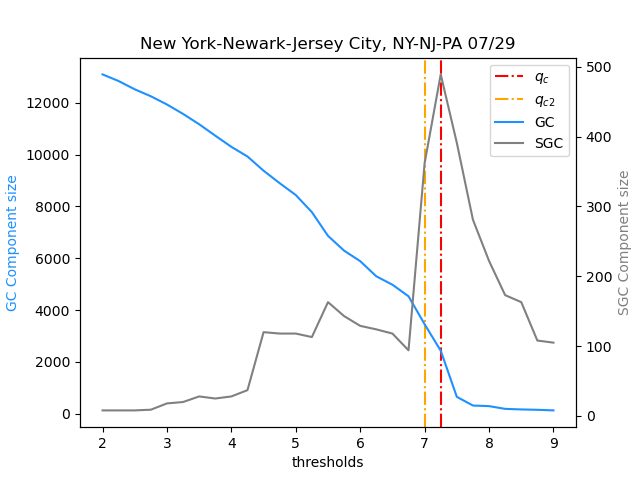 New York-Newark-Jersey City, NY-NJ-PA 07/29
GC Component size
12000
10000
8000
6000
4000
2000
0
2 3 4 5 6 7 8 9
thresholds
500
400
300
200
100
0
SGC Component size
q_c
q_{c2}
GC
SGC